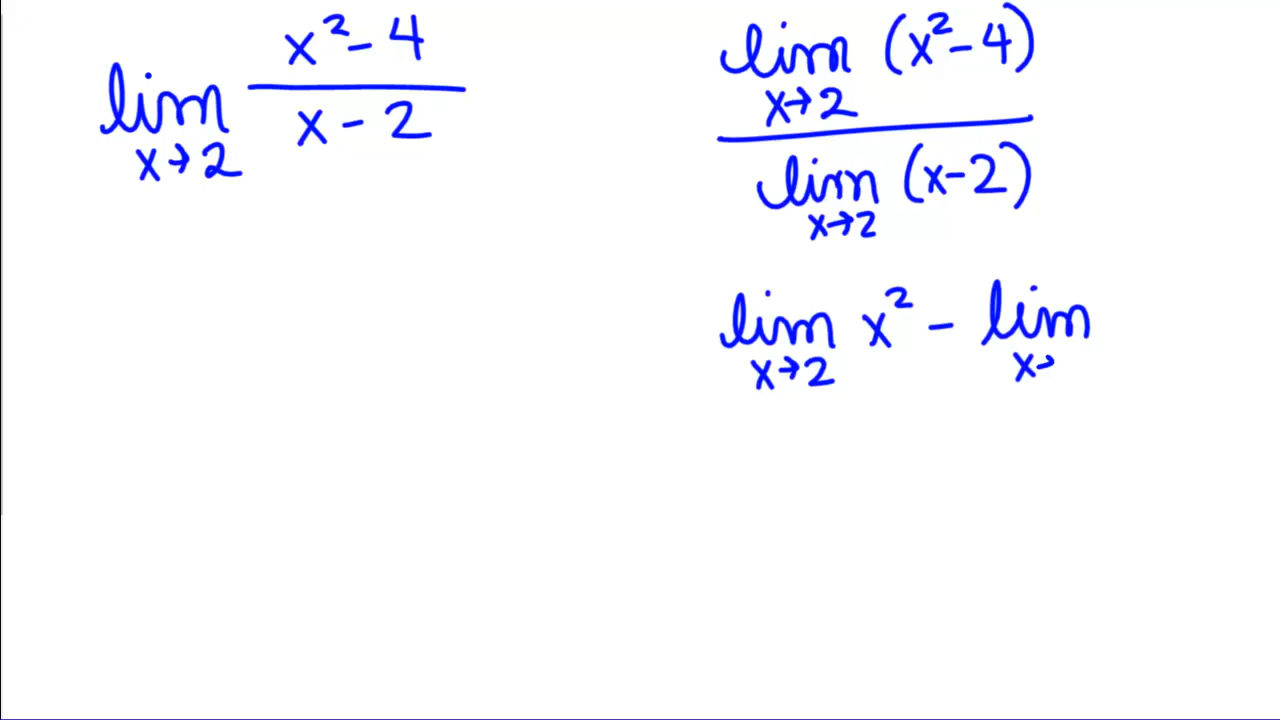 lim x→2 (x² - 4)/(x - 2)
lim x→2 (x² - 4)
lim x→2 (x - 2)
lim x→2 x² - lim x→